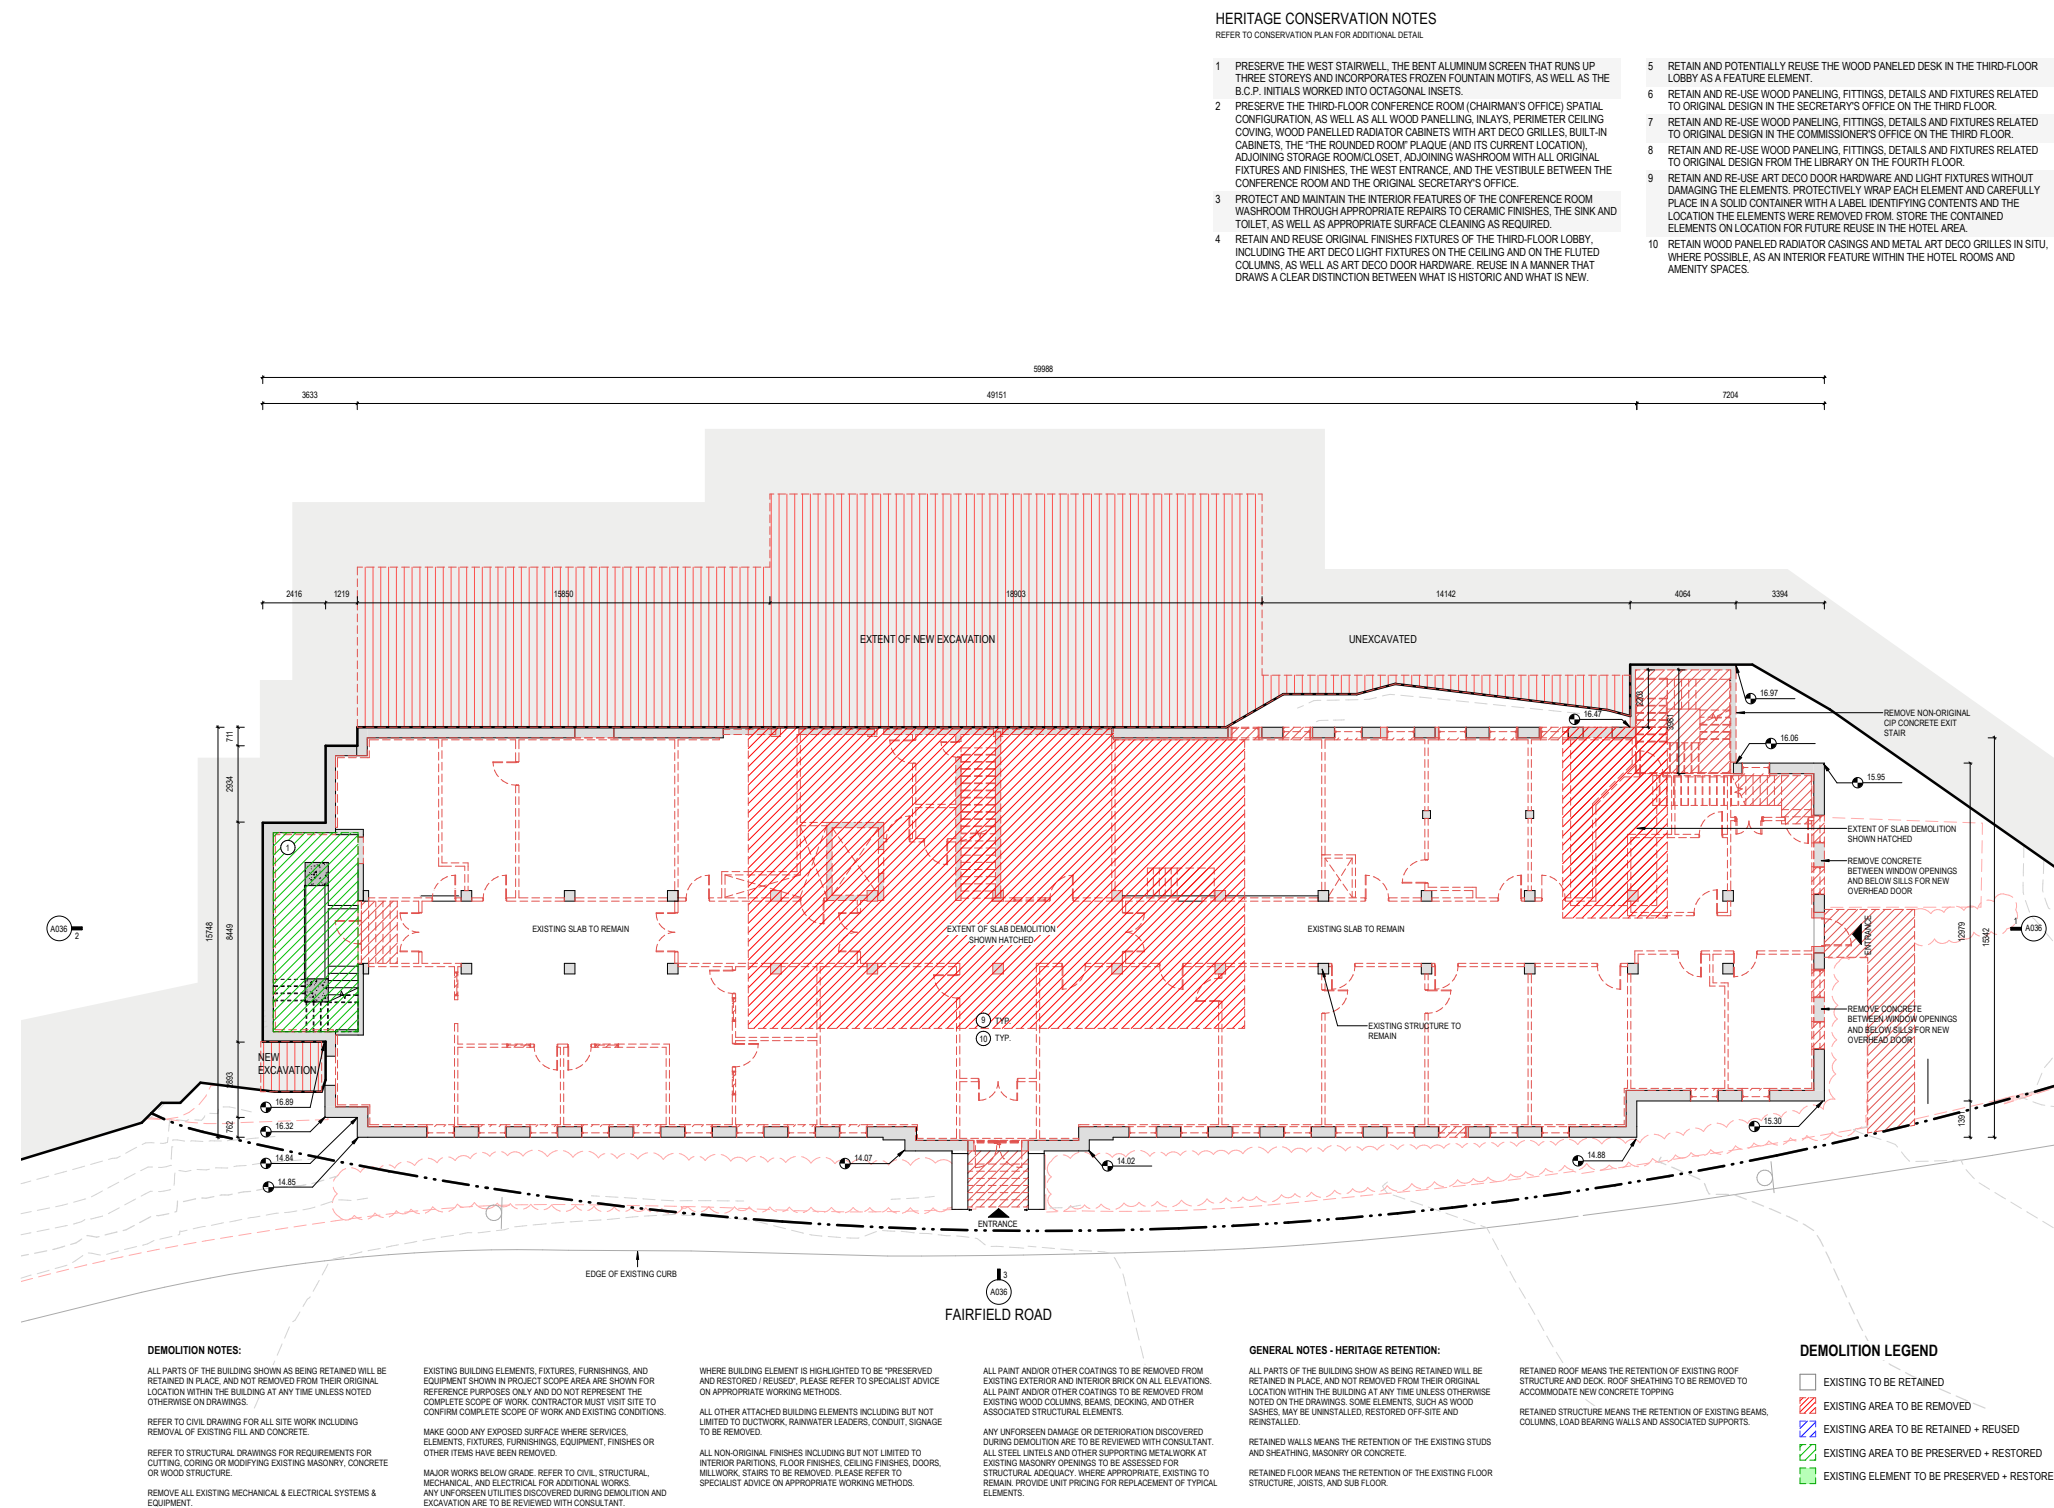 HERITAGE CONSERVATION NOTES
REFER TO CONSERVATION PLAN FOR ADDITIONAL DETAIL
1 PRESERVE THE WEST STAIRWELL, THE BENT ALUMINUM SCREEN THAT RUNS UP
THREE STOREYS AND INCORPORATES FROZEN FOUNTAIN MOTIFS, AS WELL AS THE
B.C.P. INITIALS WORKED INTO OCTAGONAL INSETS.
2 PRESERVE THE THIRD-FLOOR CONFERENCE ROOM (CHAIRMAN'S OFFICE) SPATIAL
CONFIGURATION, AS WELL AS ALL WOOD PANELLING, INLAYS, PERIMETER CEILING
COVING, WOOD PANELLED RADIATOR CABINETS WITH ART DECO GRILLES, BUILT-IN
CABINETS, THE "THE ROUNDED ROOM" PLAQUE (AND ITS CURRENT LOCATION),
ADJOINING STORAGE ROOM/CLOSET, ADJOINING WASHROOM WITH ALL ORIGINAL
FIXTURES AND FINISHES, THE WEST ENTRANCE, AND THE VESTIBULE BETWEEN THE
CONFERENCE ROOM AND THE ORIGINAL SECRETARY'S OFFICE.
3 PROTECT AND MAINTAIN THE INTERIOR FEATURES OF THE CONFERENCE ROOM
WASHROOM THROUGH APPROPRIATE REPAIRS TO CERAMIC FINISHES, THE SINK AND
TOILET, AS WELL AS APPROPRIATE SURFACE CLEANING AS REQUIRED.
4 RETAIN AND REUSE ORIGINAL FINISHES FIXTURES OF THE THIRD-FLOOR LOBBY,
INCLUDING THE ART DECO LIGHT FIXTURES ON THE CEILING AND ON THE FLUTED
COLUMNS, AS WELL AS ART DECO DOOR HARDWARE. REUSE IN A MANNER THAT
DRAWS A CLEAR DISTINCTION BETWEEN WHAT IS HISTORIC AND WHAT IS NEW.
5 RETAIN AND POTENTIALLY REUSE THE WOOD PANELED DESK IN THE THIRD-FLOOR
LOBBY AS A FEATURE ELEMENT.
6 RETAIN AND RE-USE WOOD PANELING, FITTINGS, DETAILS AND FIXTURES RELATED
TO ORIGINAL DESIGN IN THE SECRETARY'S OFFICE ON THE THIRD FLOOR.
7 RETAIN AND RE-USE WOOD PANELING, FITTINGS, DETAILS AND FIXTURES RELATED
TO ORIGINAL DESIGN IN THE COMMISSIONER'S OFFICE ON THE THIRD FLOOR.
8 RETAIN AND RE-USE WOOD PANELING, FITTINGS, DETAILS AND FIXTURES RELATED
TO ORIGINAL DESIGN FROM THE LIBRARY ON THE FOURTH FLOOR.
9 RETAIN AND RE-USE ART DECO DOOR HARDWARE AND LIGHT FIXTURES WITHOUT
DAMAGING THE ELEMENTS. PROTECTIVELY WRAP EACH ELEMENT AND CAREFULLY
PLACE IN A SOLID CONTAINER WITH A LABEL IDENTIFYING CONTENTS AND THE
LOCATION THE ELEMENTS WERE REMOVED FROM. STORE THE CONTAINED
ELEMENTS ON LOCATION FOR FUTURE REUSE IN THE HOTEL AREA.
10 RETAIN WOOD PANELED RADIATOR CASINGS AND METAL ART DECO GRILLES IN SITU,
WHERE POSSIBLE, AS AN INTERIOR FEATURE WITHIN THE HOTEL ROOMS AND
AMENITY SPACES.
59988
3633
49151
7204
2416
1219
15850
18903
14142
4064
3394
EXTENT OF NEW EXCAVATION
UNEXCAVATED
2203
3981
16.97
16.47
16.06
15.95
REMOVE NON-ORIGINAL
CIP CONCRETE EXIT
STAIR
711
2934
15748
8449
762
1
EXTENT OF SLAB DEMOLITION
SHOWN HATCHED
REMOVE CONCRETE
BETWEEN WINDOW OPENINGS
AND BELOW SILLS FOR NEW
OVERHEAD DOOR
A036
2
EXISTING SLAB TO REMAIN
EXTENT OF SLAB DEMOLITION
SHOWN HATCHED
EXISTING SLAB TO REMAIN
ENTRANCE
12979
15342
1
A036
9 TYP.
10 TYP.
EXISTING STRUCTURE TO
REMAIN
REMOVE CONCRETE
BETWEEN WINDOW OPENINGS
AND BELOW SILLS FOR NEW
OVERHEAD DOOR
NEW
EXCAVATION
16.89
16.32
14.84
14.85
14.07
14.02
14.88
15.30
1391
ENTRANCE
EDGE OF EXISTING CURB
3
A036
FAIRFIELD ROAD
DEMOLITION NOTES:
ALL PARTS OF THE BUILDING SHOWN AS BEING RETAINED WILL BE
RETAINED IN PLACE, AND NOT REMOVED FROM THEIR ORIGINAL
LOCATION WITHIN THE BUILDING AT ANY TIME UNLESS NOTED
OTHERWISE ON DRAWINGS.
REFER TO CIVIL DRAWING FOR ALL SITE WORK INCLUDING
REMOVAL OF EXISTING FILL AND CONCRETE.
REFER TO STRUCTURAL DRAWINGS FOR REQUIREMENTS FOR
CUTTING, CORING OR MODIFYING EXISTING MASONRY, CONCRETE
OR WOOD STRUCTURE.
REMOVE ALL EXISTING MECHANICAL & ELECTRICAL SYSTEMS &
EQUIPMENT.
EXISTING BUILDING ELEMENTS, FIXTURES, FURNISHINGS, AND
EQUIPMENT SHOWN IN PROJECT SCOPE AREA ARE SHOWN FOR
REFERENCE PURPOSES ONLY AND DO NOT REPRESENT THE
COMPLETE SCOPE OF WORK. CONTRACTOR MUST VISIT SITE TO
CONFIRM COMPLETE SCOPE OF WORK AND EXISTING CONDITIONS.
MAKE GOOD ANY EXPOSED SURFACE WHERE SERVICES,
ELEMENTS, FIXTURES, FURNISHINGS, EQUIPMENT, FINISHES OR
OTHER ITEMS HAVE BEEN REMOVED.
MAJOR WORKS BELOW GRADE. REFER TO CIVIL, STRUCTURAL,
MECHANICAL, AND ELECTRICAL FOR ADDITIONAL WORKS.
ANY UNFORSEEN UTILITIES DISCOVERED DURING DEMOLITION AND
EXCAVATION ARE TO BE REVIEWED WITH CONSULTANT.
WHERE BUILDING ELEMENT IS HIGHLIGHTED TO BE "PRESERVED
AND RESTORED / REUSED", PLEASE REFER TO SPECIALIST ADVICE
ON APPROPRIATE WORKING METHODS.
ALL OTHER ATTACHED BUILDING ELEMENTS INCLUDING BUT NOT
LIMITED TO DUCTWORK, RAINWATER LEADERS, CONDUIT, SIGNAGE
TO BE REMOVED.
ALL NON-ORIGINAL FINISHES INCLUDING BUT NOT LIMITED TO
INTERIOR PARITIONS, FLOOR FINISHES, CEILING FINISHES, DOORS,
MILLWORK, STAIRS TO BE REMOVED. PLEASE REFER TO
SPECIALIST ADVICE ON APPROPRIATE WORKING METHODS.
ALL PAINT AND/OR OTHER COATINGS TO BE REMOVED FROM
EXISTING EXTERIOR AND INTERIOR BRICK ON ALL ELEVATIONS.
ALL PAINT AND/OR OTHER COATINGS TO BE REMOVED FROM
EXISTING WOOD COLUMNS, BEAMS, DECKING, AND OTHER
ASSOCIATED STRUCTURAL ELEMENTS.
ANY UNFORSEEN DAMAGE OR DETERIORATION DISCOVERED
DURING DEMOLITION ARE TO BE REVIEWED WITH CONSULTANT.
ALL STEEL LINTELS AND OTHER SUPPORTING METALWORK AT
EXISTING MASONRY OPENINGS TO BE ASSESSED FOR
STRUCTURAL ADEQUACY. WHERE APPROPRIATE, EXISTING TO
REMAIN. PROVIDE UNIT PRICING FOR REPLACEMENT OF TYPICAL
ELEMENTS.
GENERAL NOTES - HERITAGE RETENTION:
ALL PARTS OF THE BUILDING SHOW AS BEING RETAINED WILL BE
RETAINED IN PLACE, AND NOT REMOVED FROM THEIR ORIGINAL
LOCATION WITHIN THE BUILDING AT ANY TIME UNLESS OTHERWISE
NOTED ON THE DRAWINGS. SOME ELEMENTS, SUCH AS WOOD
SASHES, MAY BE UNINSTALLED, RESTORED OFF-SITE AND
REINSTALLED.
RETAINED WALLS MEANS THE RETENTION OF THE EXISTING STUDS
AND SHEATHING, MASONRY OR CONCRETE.
RETAINED FLOOR MEANS THE RETENTION OF THE EXISTING FLOOR
STRUCTURE, JOISTS, AND SUB FLOOR.
RETAINED ROOF MEANS THE RETENTION OF EXISTING ROOF
STRUCTURE AND DECK. ROOF SHEATHING TO BE REMOVED TO
ACCOMMODATE NEW CONCRETE TOPPING
RETAINED STRUCTURE MEANS THE RETENTION OF EXISTING BEAMS,
COLUMNS, LOAD BEARING WALLS AND ASSOCIATED SUPPORTS.
DEMOLITION LEGEND
EXISTING TO BE RETAINED
EXISTING AREA TO BE REMOVED
EXISTING AREA TO BE RETAINED + REUSED
EXISTING AREA TO BE PRESERVED + RESTORED
EXISTING ELEMENT TO BE PRESERVED + RESTORE